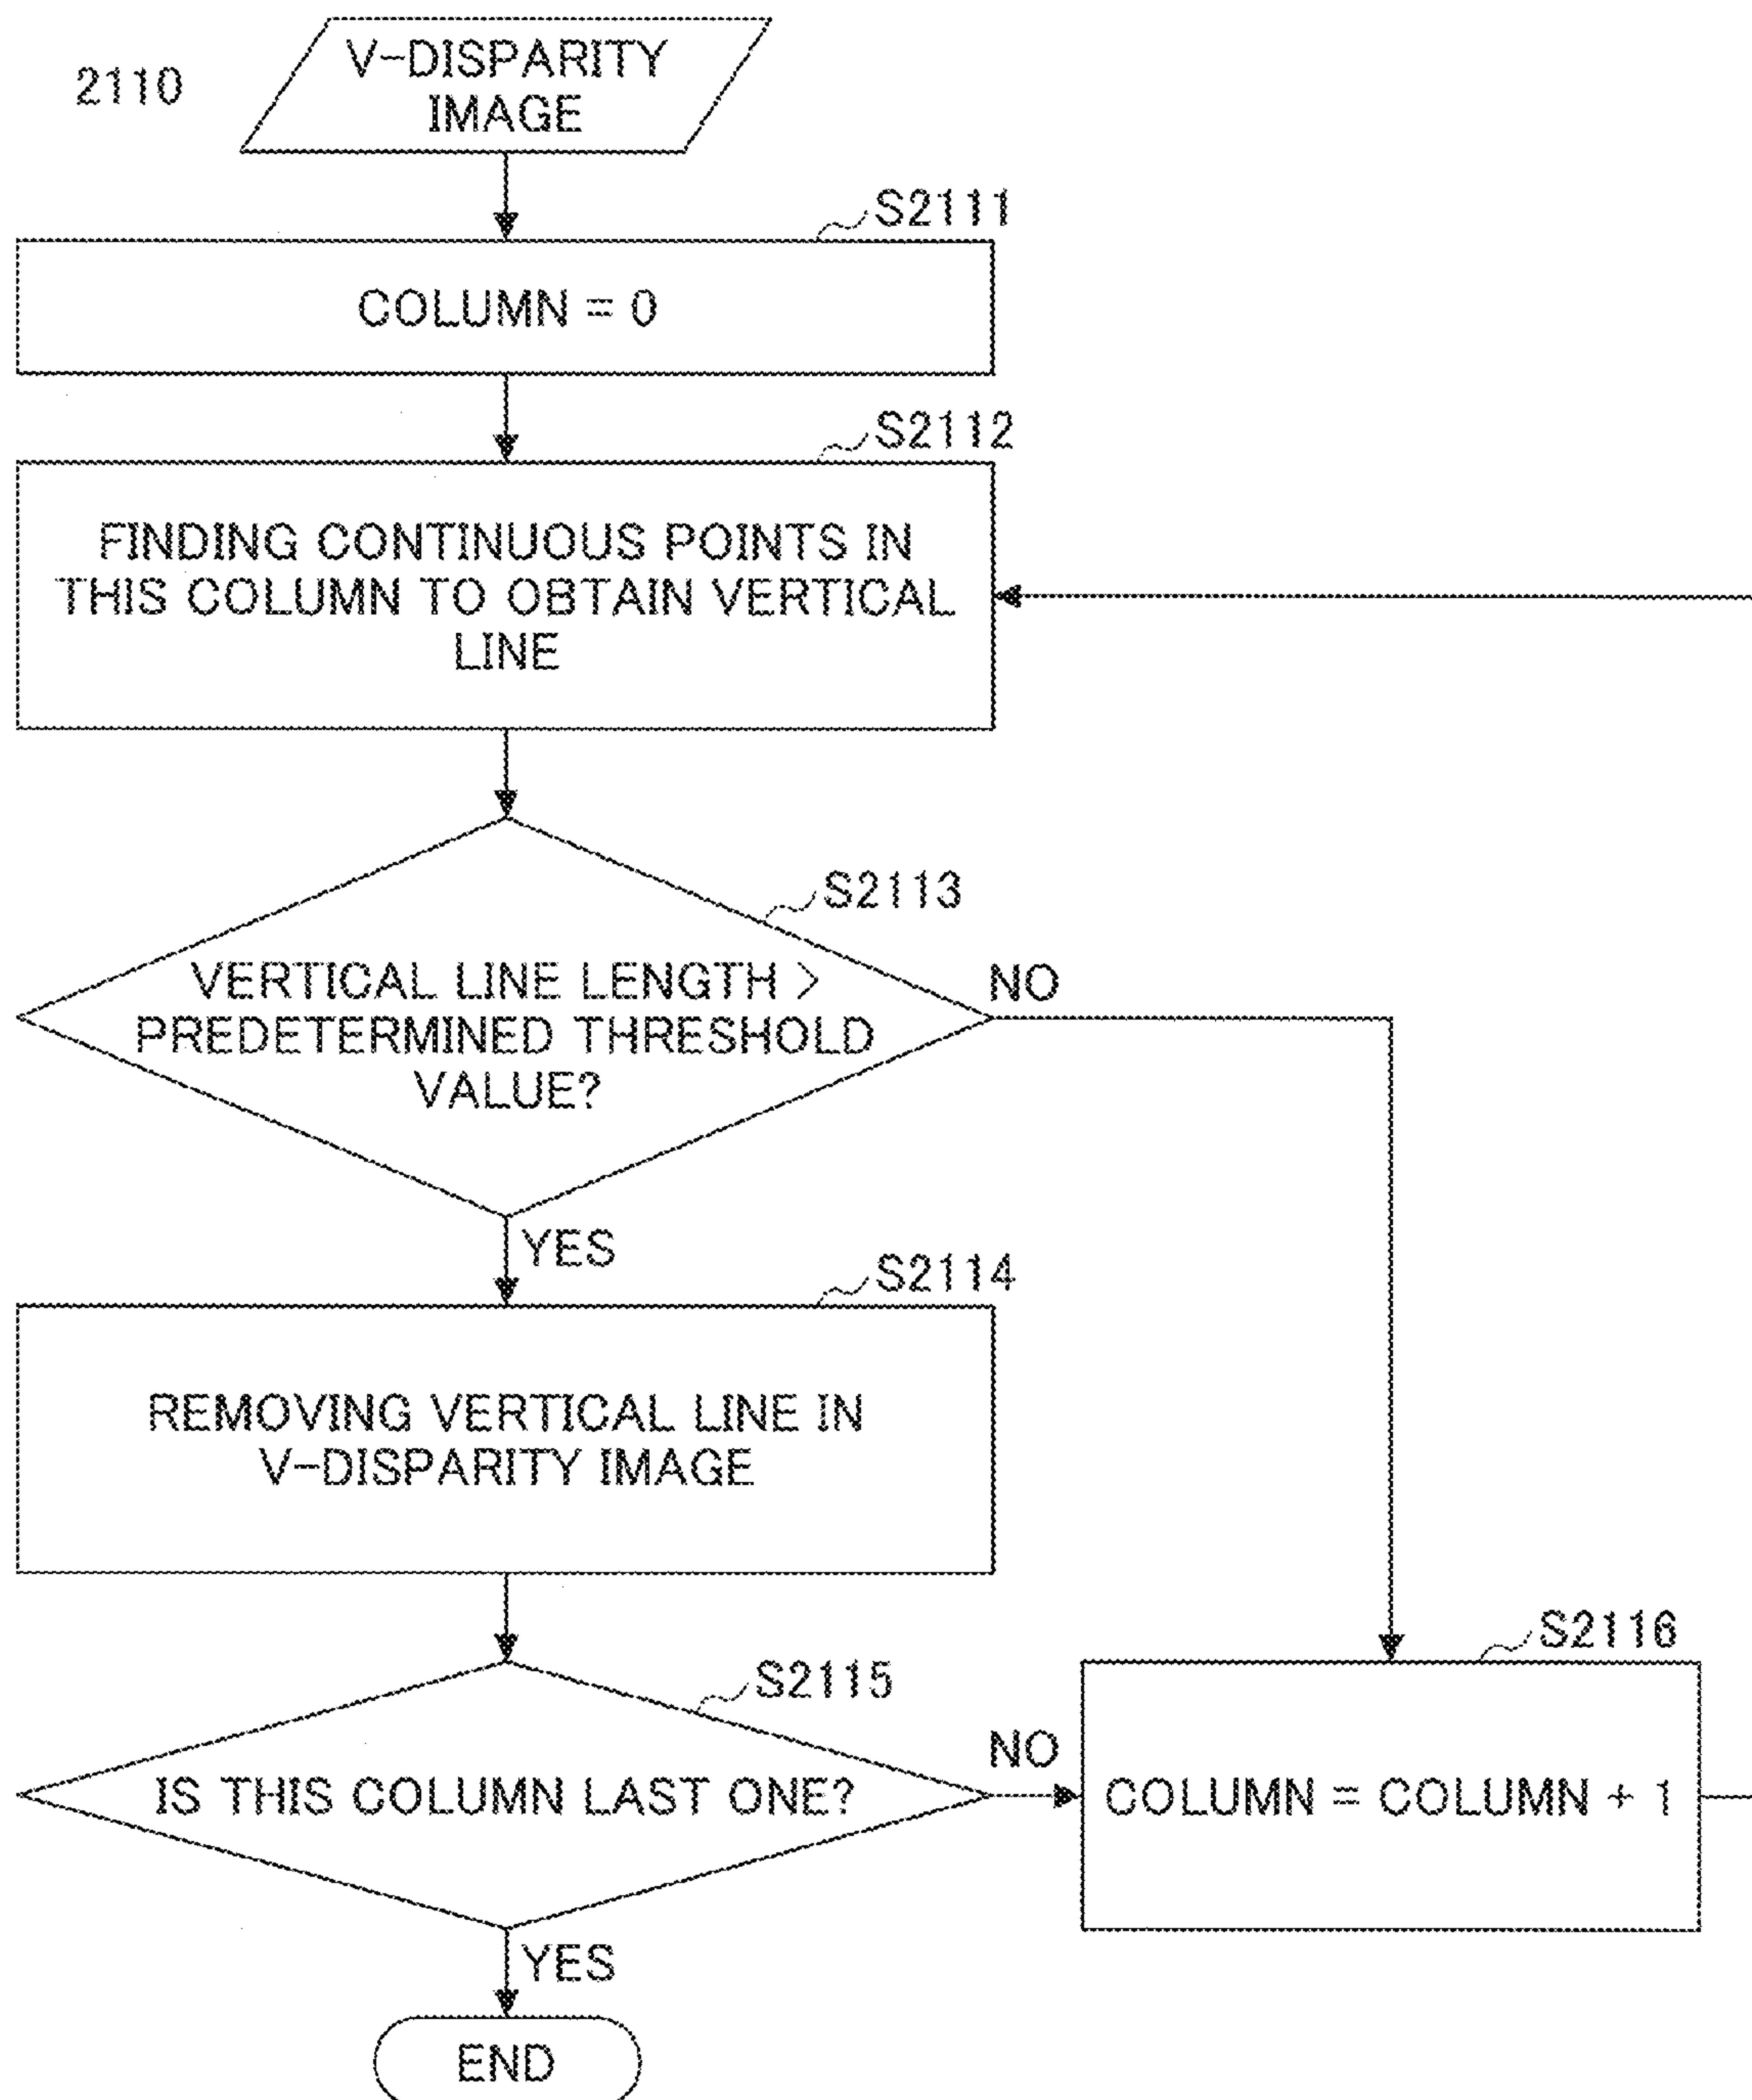 2110
V-DISPARITY
IMAGE
S2111
COLUMN = 0
S2112
FINDING CONTINUOUS POINTS IN
THIS COLUMN TO OBTAIN VERTICAL
LINE
S2113
VERTICAL LINE LENGTH >
PREDETERMINED THRESHOLD
VALUE?
NO
YES
S2114
REMOVING VERTICAL LINE IN
V-DISPARITY IMAGE
S2115
IS THIS COLUMN LAST ONE?
NO
S2116
COLUMN = COLUMN + 1
YES
END